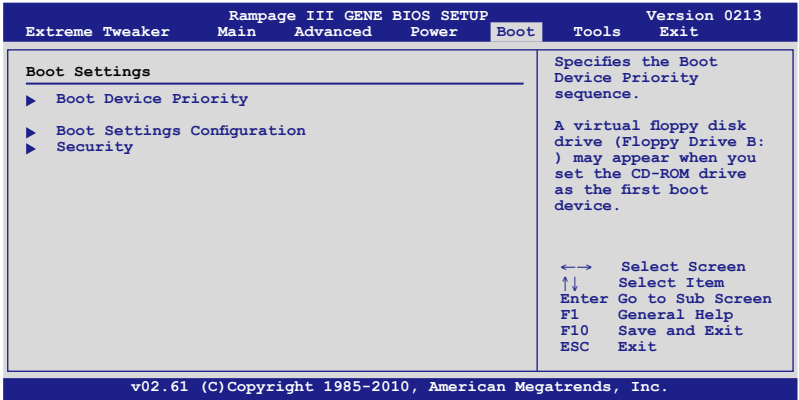 Rampage III GENE BIOS SETUP Version 0213
Extreme Tweaker Main Advanced Power Boot Tools Exit
Boot Settings
Boot Device Priority
Boot Settings Configuration
Security
Specifies the Boot
Device Priority
sequence.
A virtual floppy disk
drive (Floppy Drive B:
) may appear when you
set the CD-ROM drive
as the first boot
device.
←→ Select Screen
↑↓ Select Item
Enter Go to Sub Screen
F1 General Help
F10 Save and Exit
ESC Exit
v02.61 (C)Copyright 1985-2010, American Megatrends, Inc.